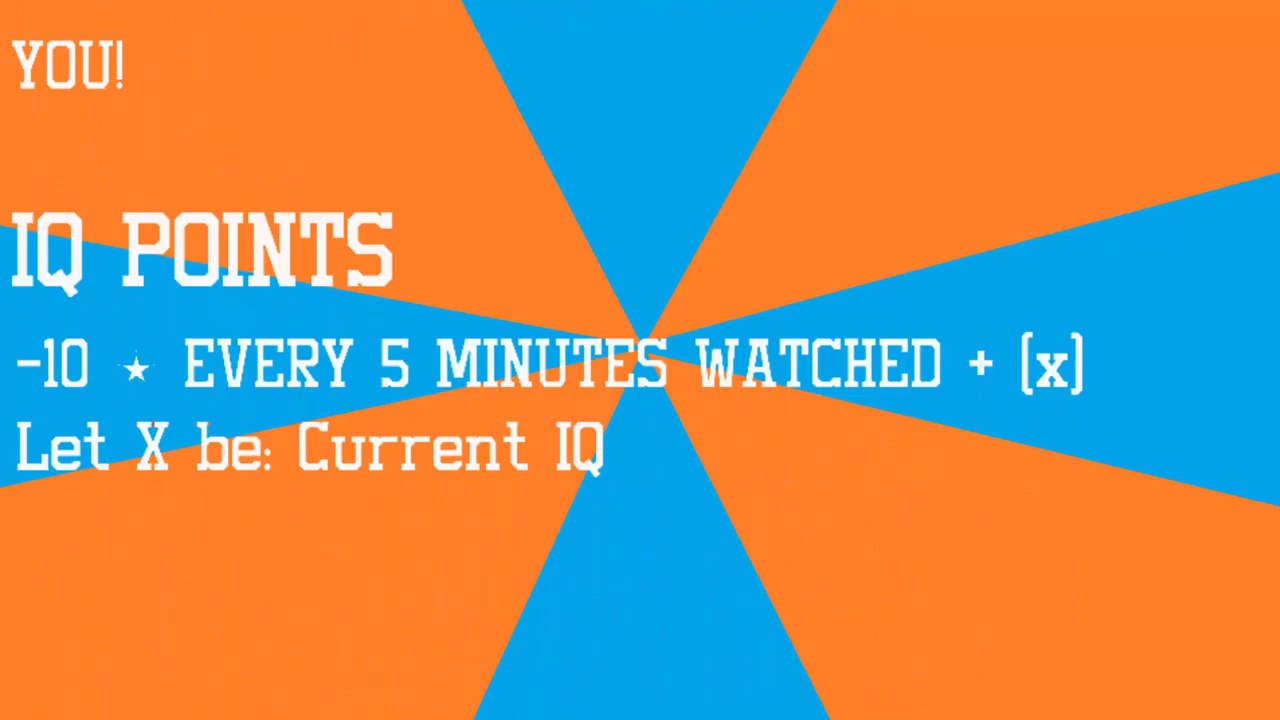 YOU!
IQ POINTS
-10 ★ EVERY 5 MINUTES WATCHED + (x)
Let X be: Current IQ